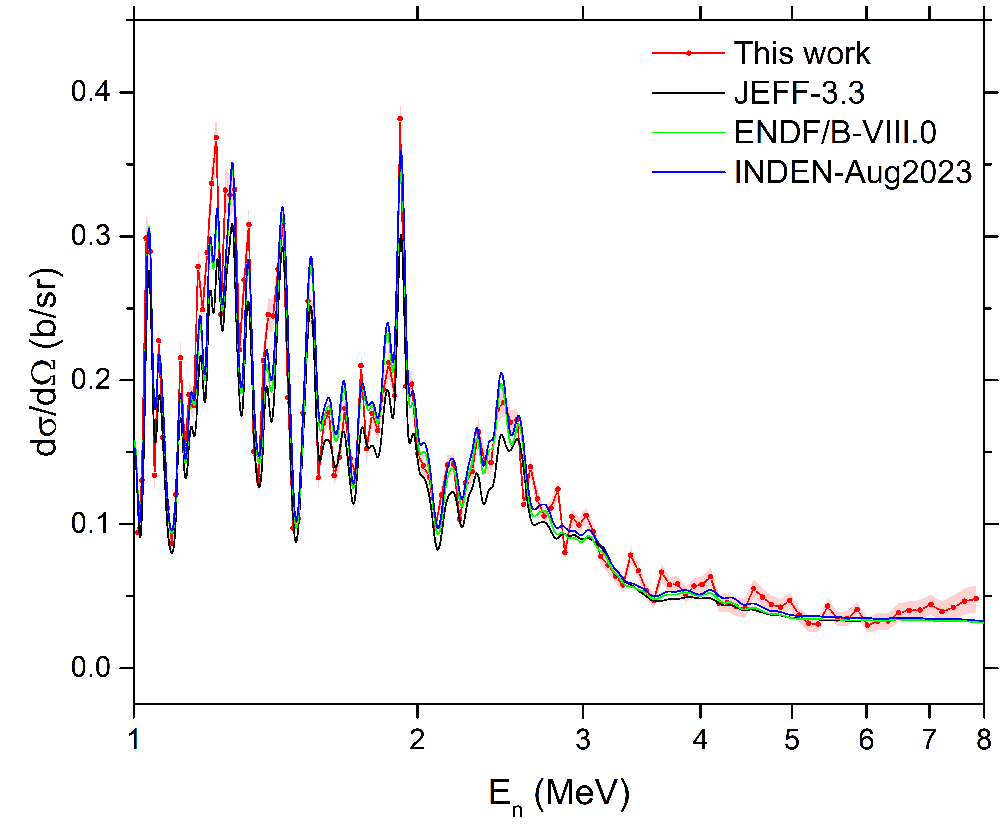 This work
JEFF-3.3
ENDF/B-VIII.0
INDEN-Aug2023
dσ/dΩ (b/sr)
0.4
0.3
0.2
0.1
0.0
1 2 3 4 5 6 7 8
Eₙ (MeV)